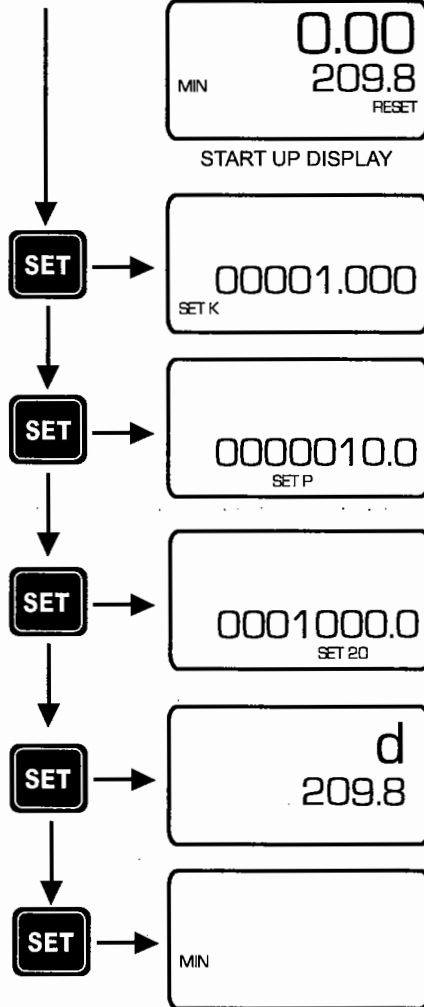 0.00
MIN 209.8
RESET
START UP DISPLAY
SET
00001.000
SET K
SET
0000010.0
SET P
SET
0001000.0
SET 20
SET
d
209.8
SET
MIN